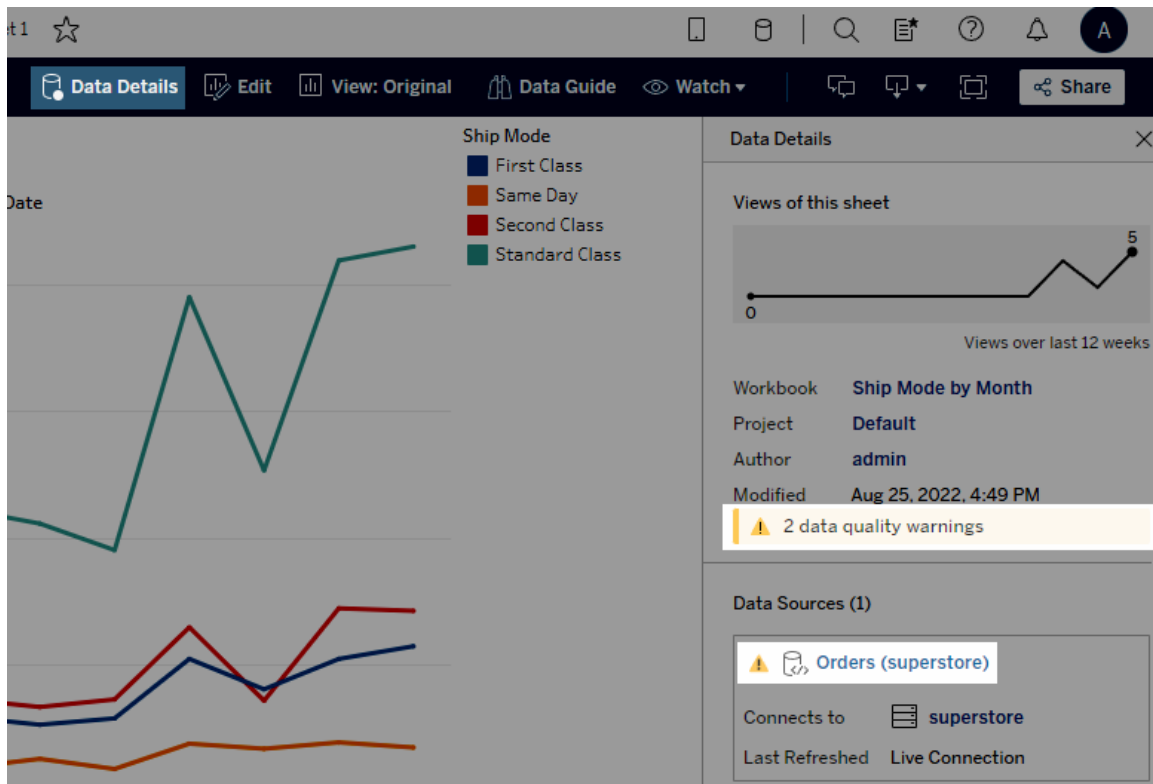 et 1
A
Data Details
Edit
View: Original
Data Guide
Watch
Share
Date
Ship Mode
First Class
Same Day
Second Class
Standard Class
Data Details
Views of this sheet
5
0
Views over last 12 weeks
Workbook Ship Mode by Month
Project Default
Author admin
Modified Aug 25, 2022, 4:49 PM
2 data quality warnings
Data Sources (1)
Orders (superstore)
Connects to superstore
Last Refreshed Live Connection